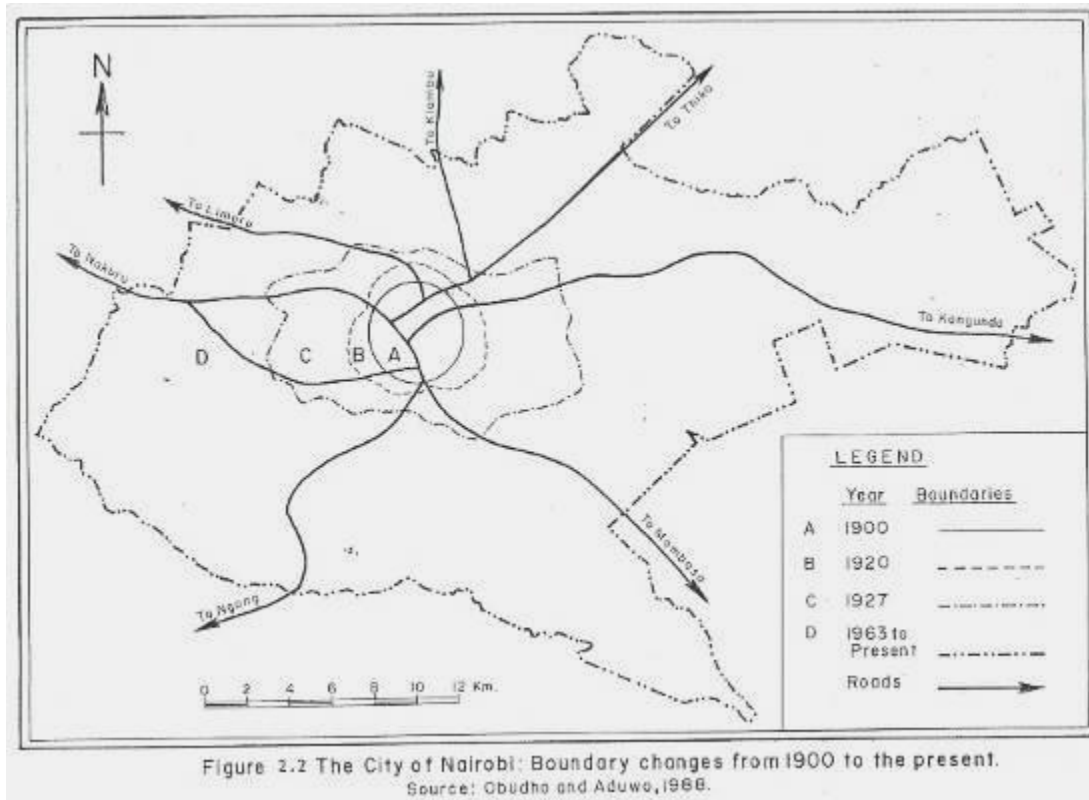 N
To Kiambu
To Thika
To Limuru
To Nakuru
To Kangundo
D C B A
To Mombasa
To Ngong
0 2 4 6 8 10 12 Km.
LEGEND
Year Boundaries
A 1900
B 1920
C 1927
D 1963 to
Present
Roads
Figure 2.2 The City of Nairobi: Boundary changes from 1900 to the present.
Source: Obudho and Aduwo, 1988.